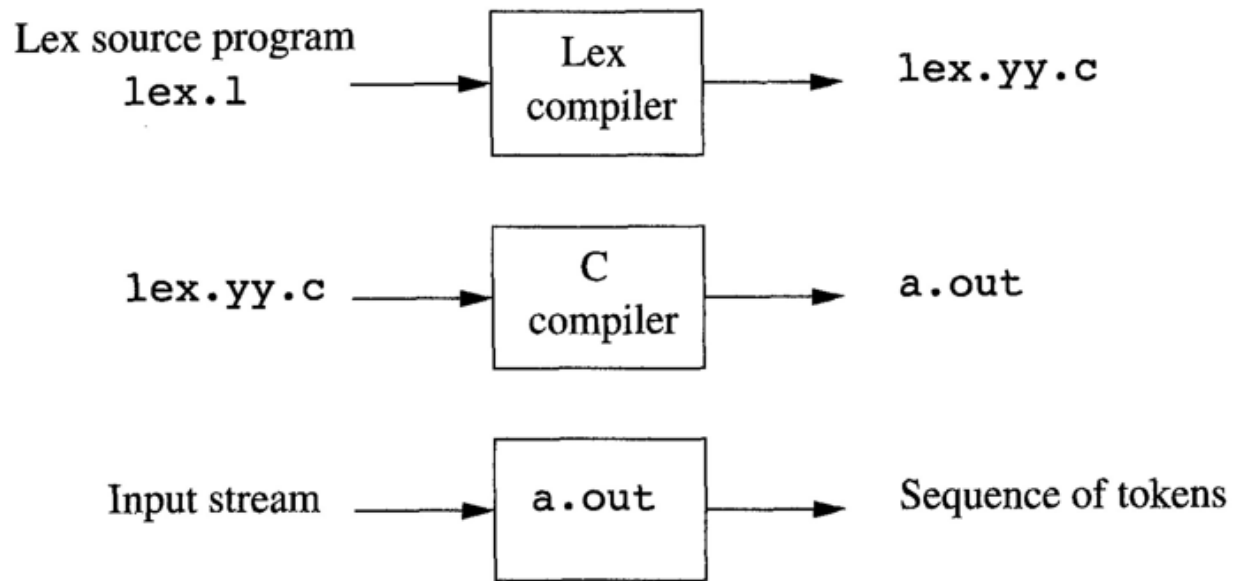 Lex source program
lex.l
Lex
compiler
lex.yy.c
lex.yy.c
C
compiler
a.out
Input stream
a.out
Sequence of tokens